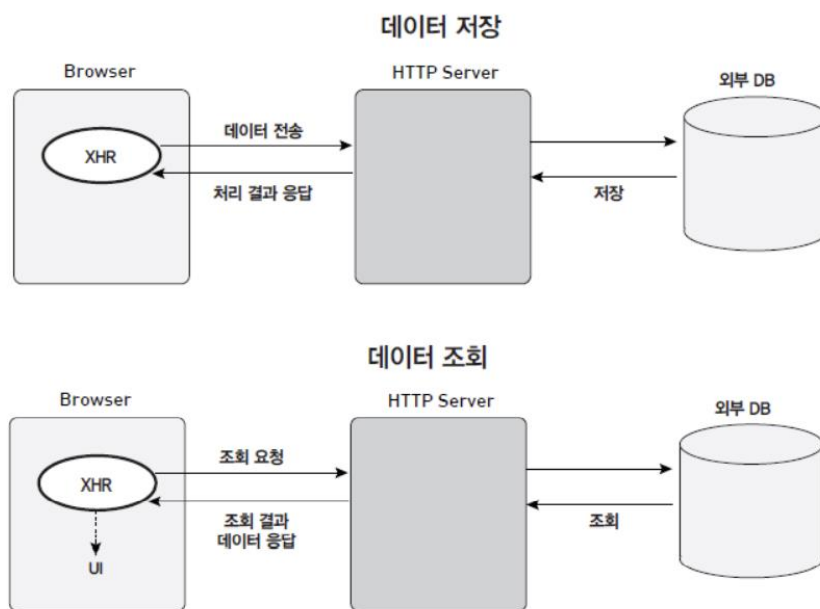 데이터 저장
Browser
HTTP Server
외부 DB
XHR
데이터 전송
처리 결과 응답
저장
데이터 조회
Browser
HTTP Server
외부 DB
XHR
조회 요청
조회 결과
데이터 응답
조회
UI